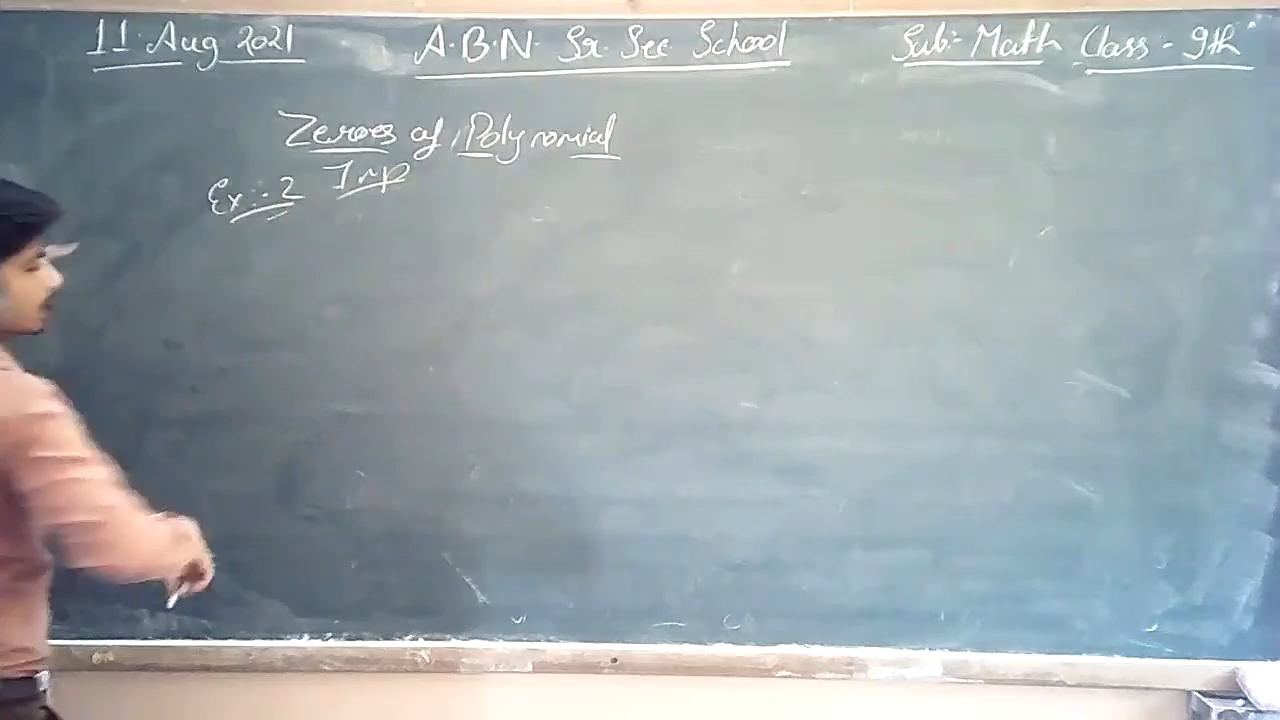 11 Aug 2021 A.B.N. Sr. Sec. School Sub:- Math Class - 9th
Zeroes of Polynomial
Ex:- 2 Imp